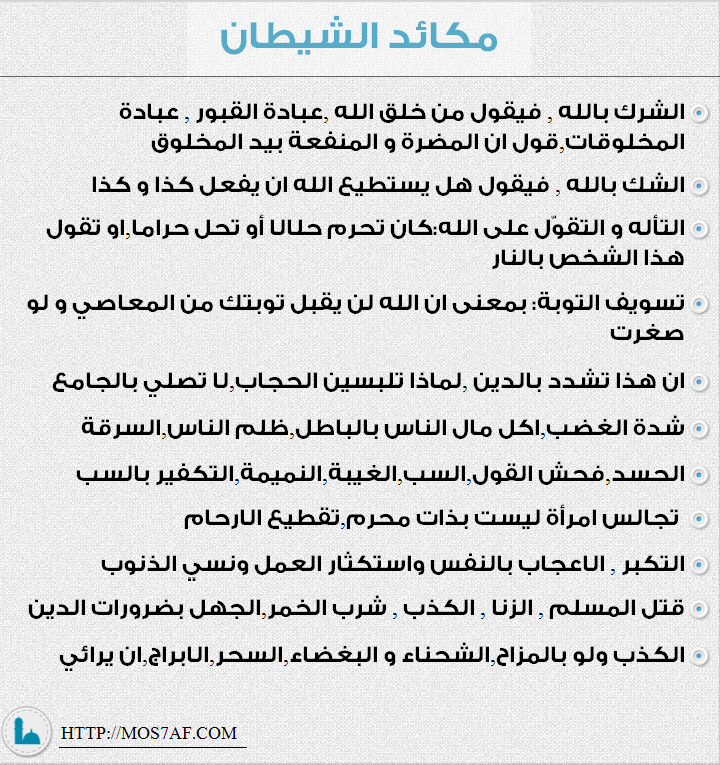 مكائد الشيطان
الشرك بالله , فيقول من خلق الله ,عبادة القبور , عبادة
المخلوقات,قول ان المضرة و المنفعة بيد المخلوق
الشك بالله , فيقول هل يستطيع الله ان يفعل كذا و كذا
التأله و التقوّل على الله:كان تحرم حلالا أو تحل حراما,او تقول
هذا الشخص بالنار
تسويف التوبة: بمعنى ان الله لن يقبل توبتك من المعاصي و لو
صغرت
ان هذا تشدد بالدين ,لماذا تلبسين الحجاب,لا تصلي بالجامع
شدة الغضب,اكل مال الناس بالباطل,ظلم الناس,السرقة
الحسد,فحش القول,السب,الغيبة,النميمة,التكفير بالسب
تجالس امرأة ليست بذات محرم,تقطيع الارحام
التكبر , الاعجاب بالنفس واستكثار العمل ونسي الذنوب
قتل المسلم , الزنا , الكذب , شرب الخمر,الجهل بضرورات الدين
الكذب ولو بالمزاح,الشحناء و البغضاء,السحر,الابراج,ان يرائي
HTTP://MOS7AF.COM